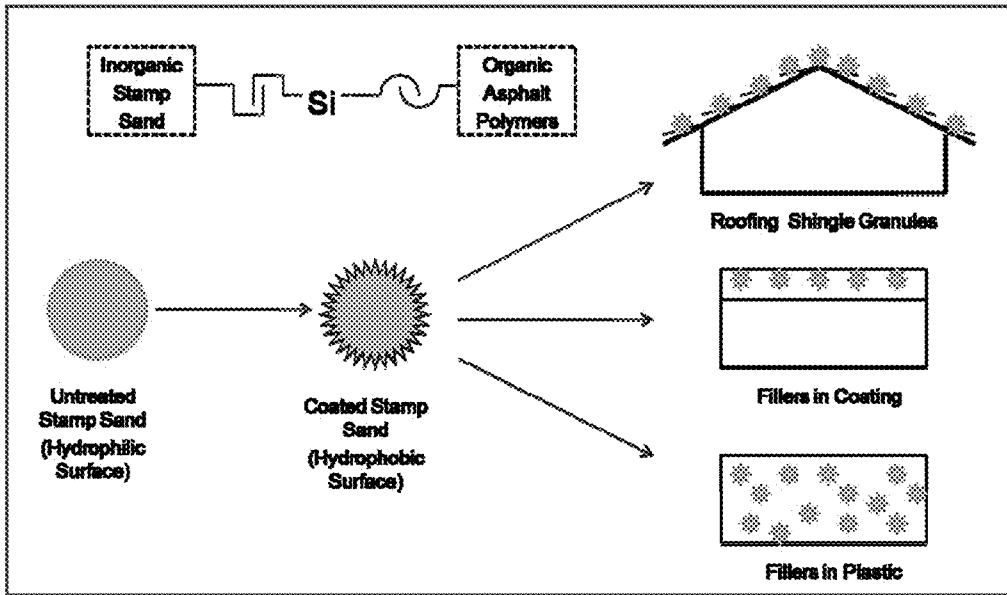 Inorganic
Stamp
Sand
Si
Organic
Asphalt
Polymers
Roofing Shingle Granules
Untreated
Stamp Sand
(Hydrophilic
Surface)
Coated Stamp
Sand
(Hydrophobic
Surface)
Fillers in Coating
Fillers in Plastic